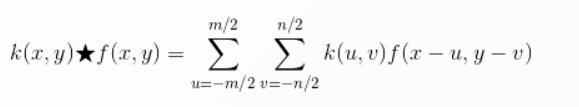 k(x, y)★f(x, y) = ∑_{u=−m/2}^{m/2} ∑_{v=−n/2}^{n/2} k(u, v)f(x − u, y − v)